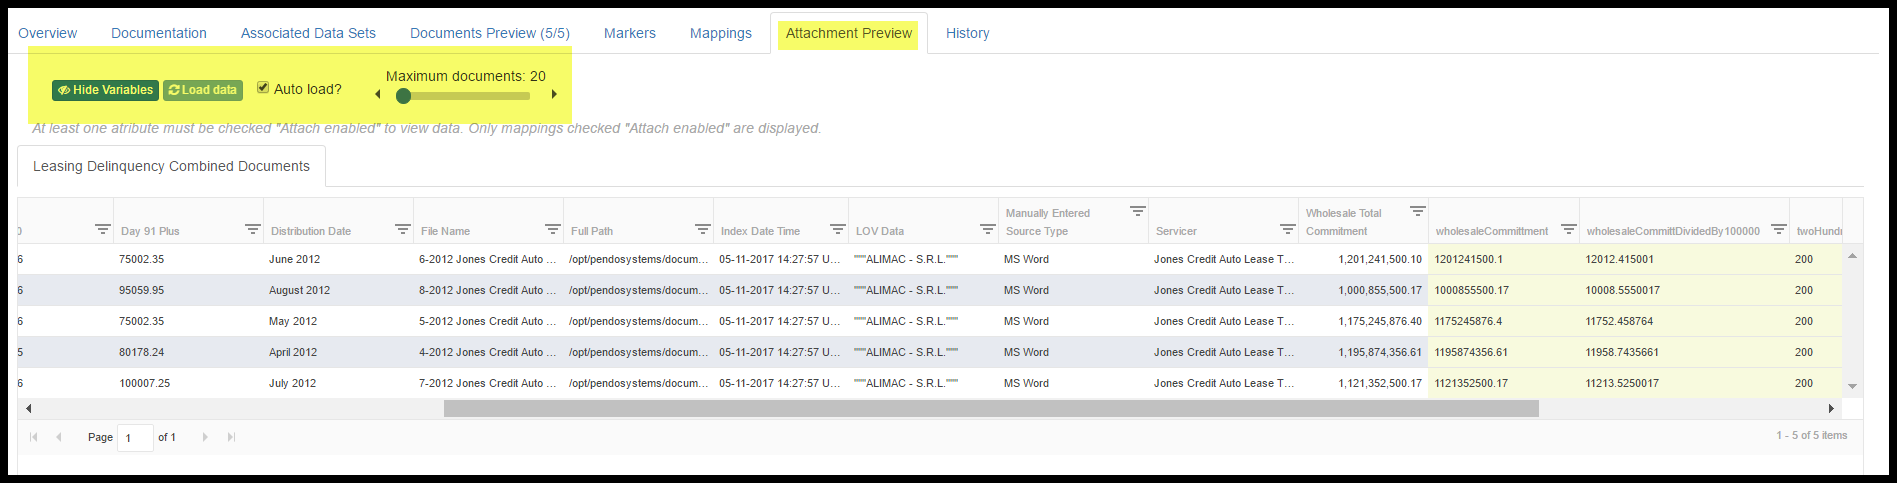 Overview Documentation Associated Data Sets Documents Preview (5/5) Markers Mappings Attachment Preview History
Maximum documents: 20
Hide Variables Load data Auto load?
At least one atribute must be checked "Attach enabled" to view data. Only mappings checked "Attach enabled" are displayed.
Leasing Delinquency Combined Documents
Manually Entered Wholesale Total
Day 91 Plus Distribution Date File Name Full Path Index Date Time LOV Data Source Type Servicer Commitment wholesaleCommittment wholesaleCommittDividedBy100000 twoHundr
6 75002.35 June 2012 6-2012 Jones Credit Auto ... /opt/pendosystems/docum... 05-11-2017 14:27:57 U... """ALIMAC - S.R.L.""" MS Word Jones Credit Auto Lease T... 1,201,241,500.10 1201241500.1 12012.415001 200
6 95059.95 August 2012 8-2012 Jones Credit Auto ... /opt/pendosystems/docum... 05-11-2017 14:27:57 U... """ALIMAC - S.R.L.""" MS Word Jones Credit Auto Lease T... 1,000,855,500.17 1000855500.17 10008.5550017 200
6 75002.35 May 2012 5-2012 Jones Credit Auto ... /opt/pendosystems/docum... 05-11-2017 14:27:57 U... """ALIMAC - S.R.L.""" MS Word Jones Credit Auto Lease T... 1,175,245,876.40 1175245876.4 11752.458764 200
5 80178.24 April 2012 4-2012 Jones Credit Auto ... /opt/pendosystems/docum... 05-11-2017 14:27:57 U... """ALIMAC - S.R.L.""" MS Word Jones Credit Auto Lease T... 1,195,874,356.61 1195874356.61 11958.7435661 200
6 100007.25 July 2012 7-2012 Jones Credit Auto ... /opt/pendosystems/docum... 05-11-2017 14:27:57 U... """ALIMAC - S.R.L.""" MS Word Jones Credit Auto Lease T... 1,121,352,500.17 1121352500.17 11213.5250017 200
Page 1 of 1 1 - 5 of 5 items